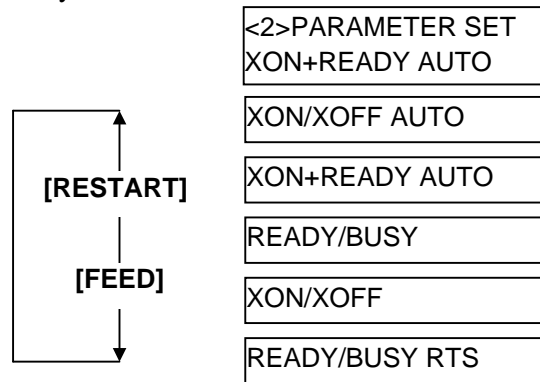 <2>PARAMETER SET
XON+READY AUTO
XON/XOFF AUTO
[RESTART]
XON+READY AUTO
READY/BUSY
[FEED]
XON/XOFF
READY/BUSY RTS